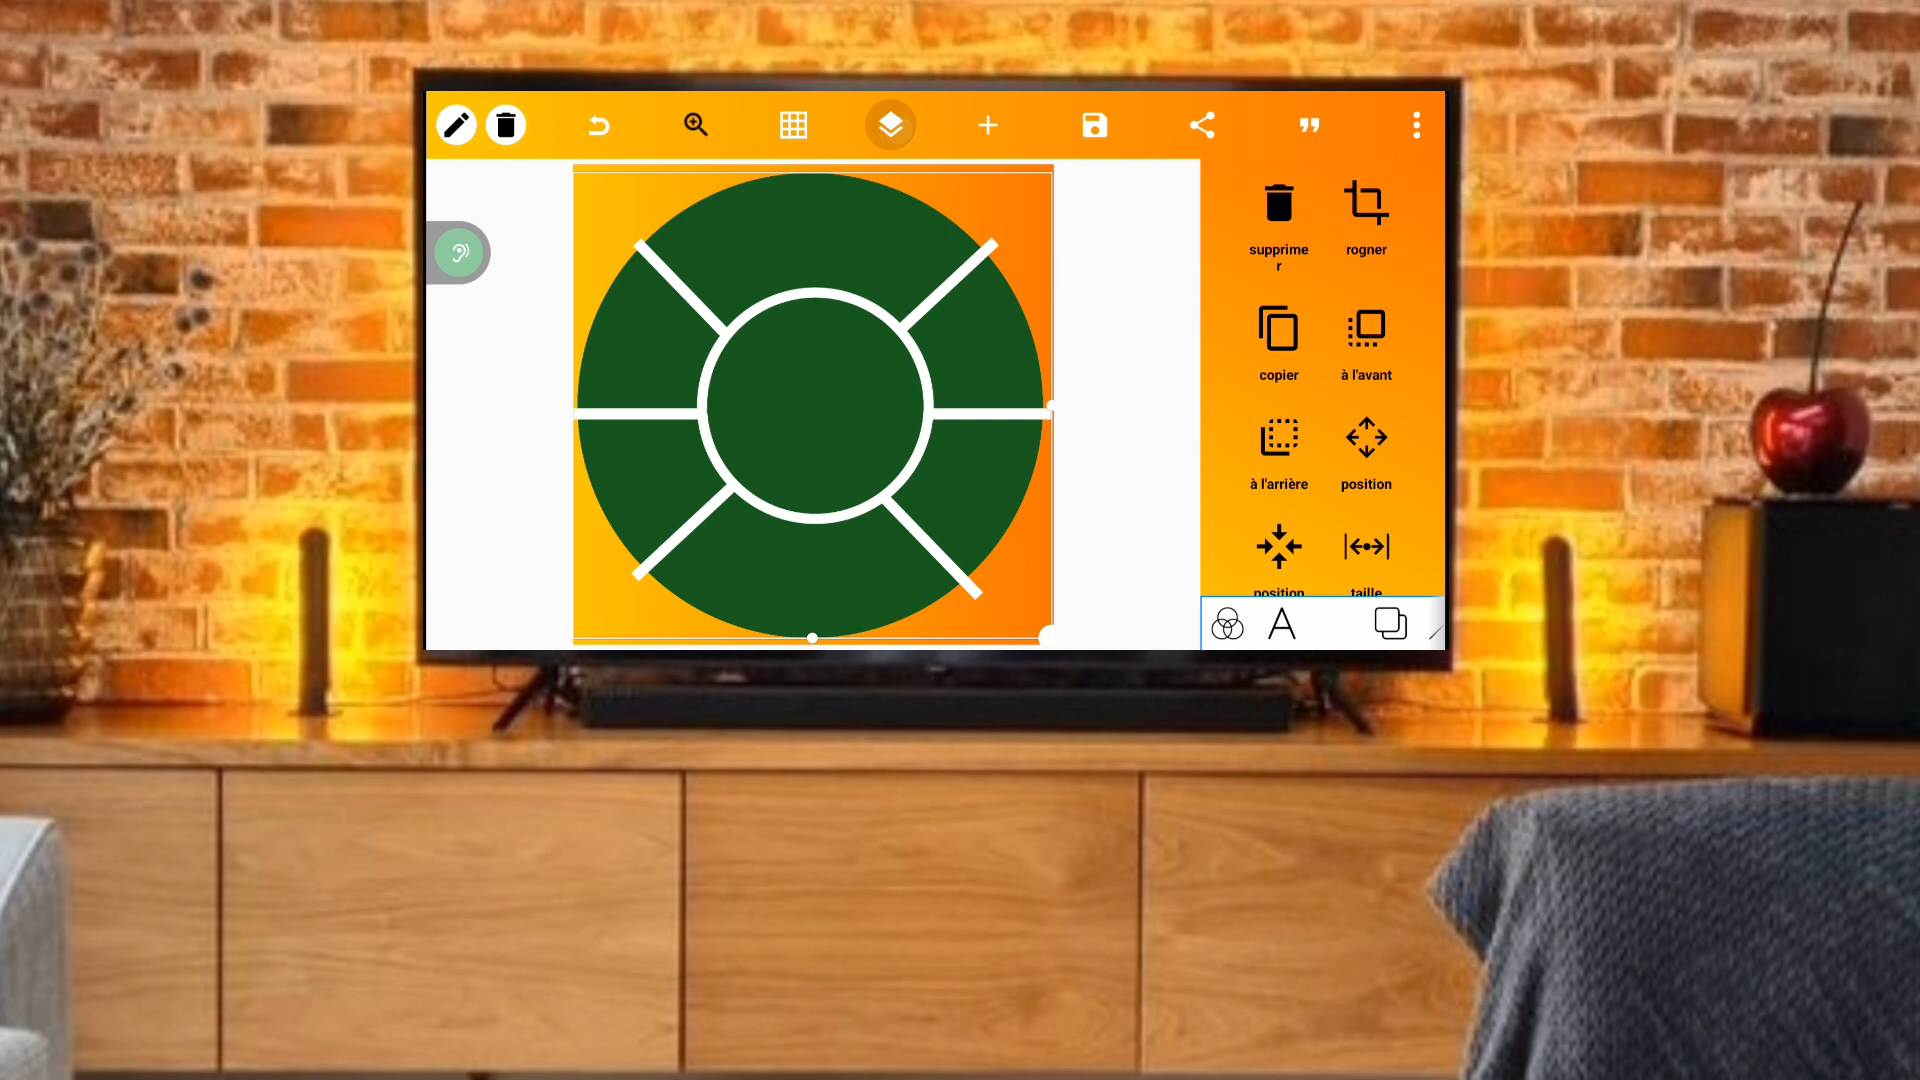 supprime
r
rogner
copier
à l'avant
à l'arrière
position
position
taille
A